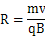 R = mv/qB